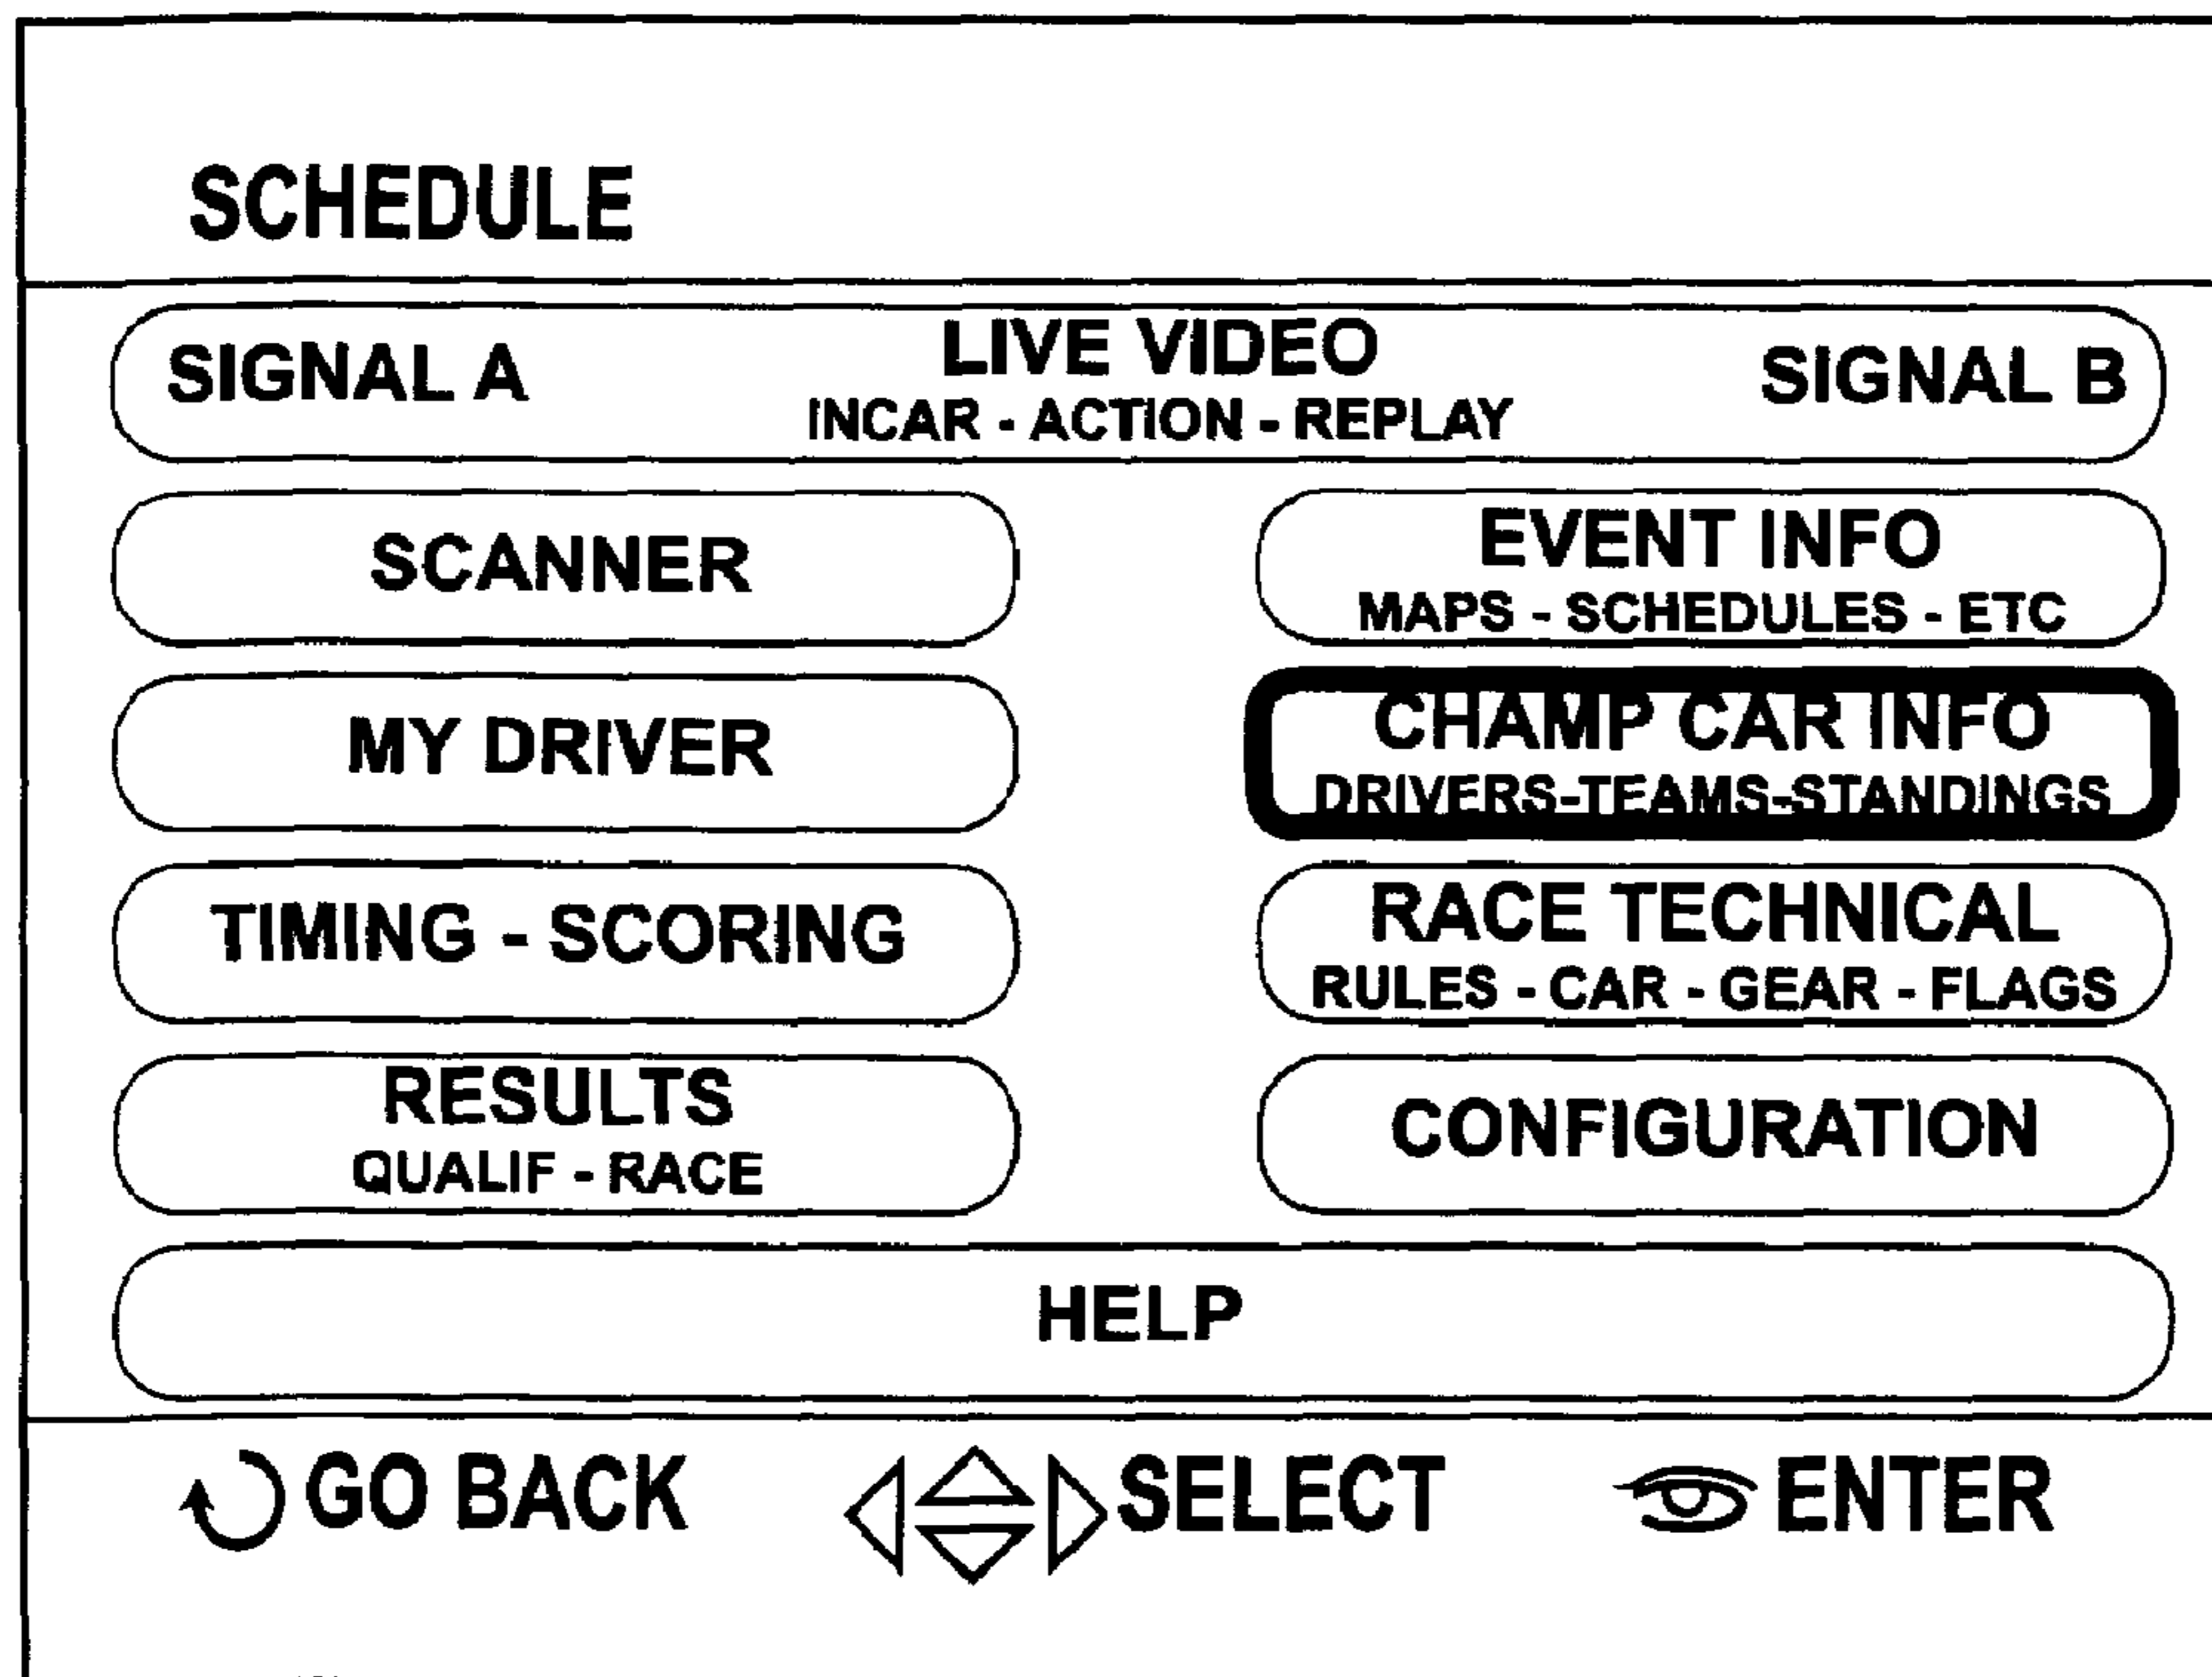 SCHEDULE
SIGNAL A LIVE VIDEO SIGNAL B
INCAR - ACTION - REPLAY
SCANNER
EVENT INFO
MAPS - SCHEDULES - ETC
MY DRIVER
CHAMP CAR INFO
DRIVERS-TEAMS-STANDINGS
TIMING - SCORING
RACE TECHNICAL
RULES - CAR - GEAR - FLAGS
RESULTS
QUALIF - RACE
CONFIGURATION
HELP
GO BACK SELECT ENTER